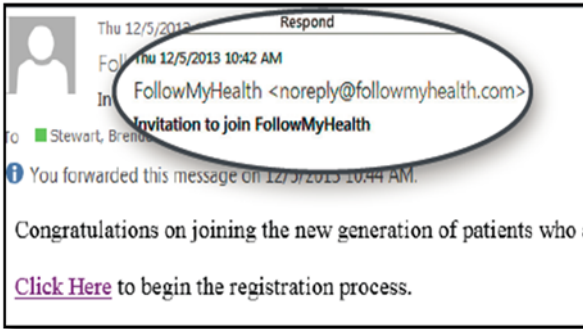 Thu 12/5/2013
Respond
Thu 12/5/2013 10:42 AM
FollowMyHealth <noreply@followmyhealth.com>
Invitation to join FollowMyHealth
To Stewart,
You forwarded this message on 12/5/2013 10:44 AM.
Congratulations on joining the new generation of patients who
Click Here to begin the registration process.